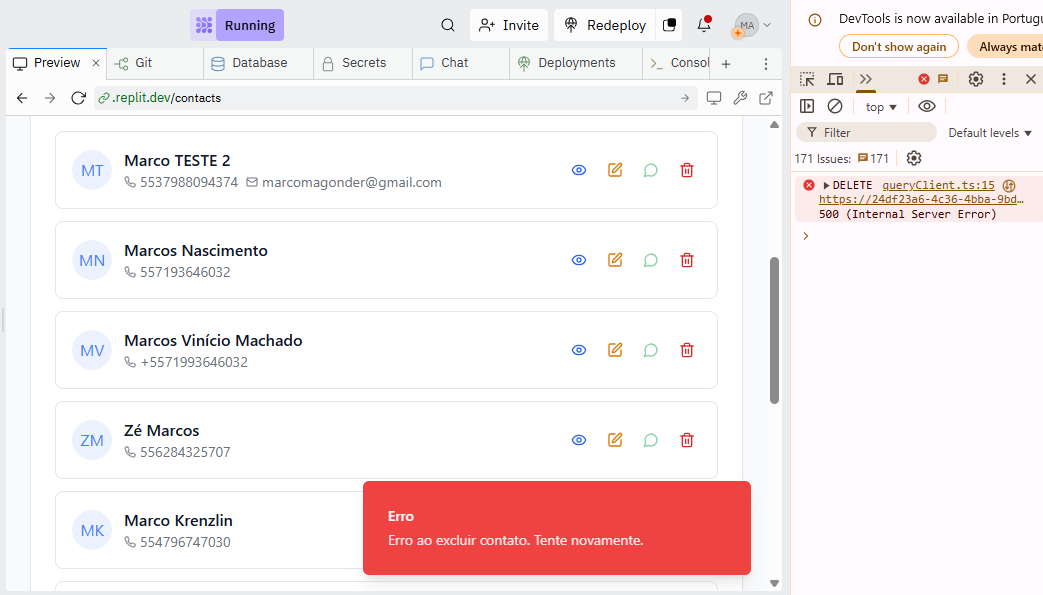 Running
Invite
Redeploy
MA
Preview
Git
Database
Secrets
Chat
Deployments
Consol
.replit.dev/contacts
MT
Marco TESTE 2
5537988094374
marcomagonder@gmail.com
MN
Marcos Nascimento
557193646032
MV
Marcos Vinício Machado
+5571993646032
ZM
Zé Marcos
556284325707
MK
Marco Krenzlin
554796747030
Erro
Erro ao excluir contato. Tente novamente.
DevTools is now available in Portugu
Don't show again
Always mat
top
Filter
Default levels
171 Issues:
171
DELETE
queryClient.ts:15
https://24df23a6-4c36-4bba-9bd…
500 (Internal Server Error)